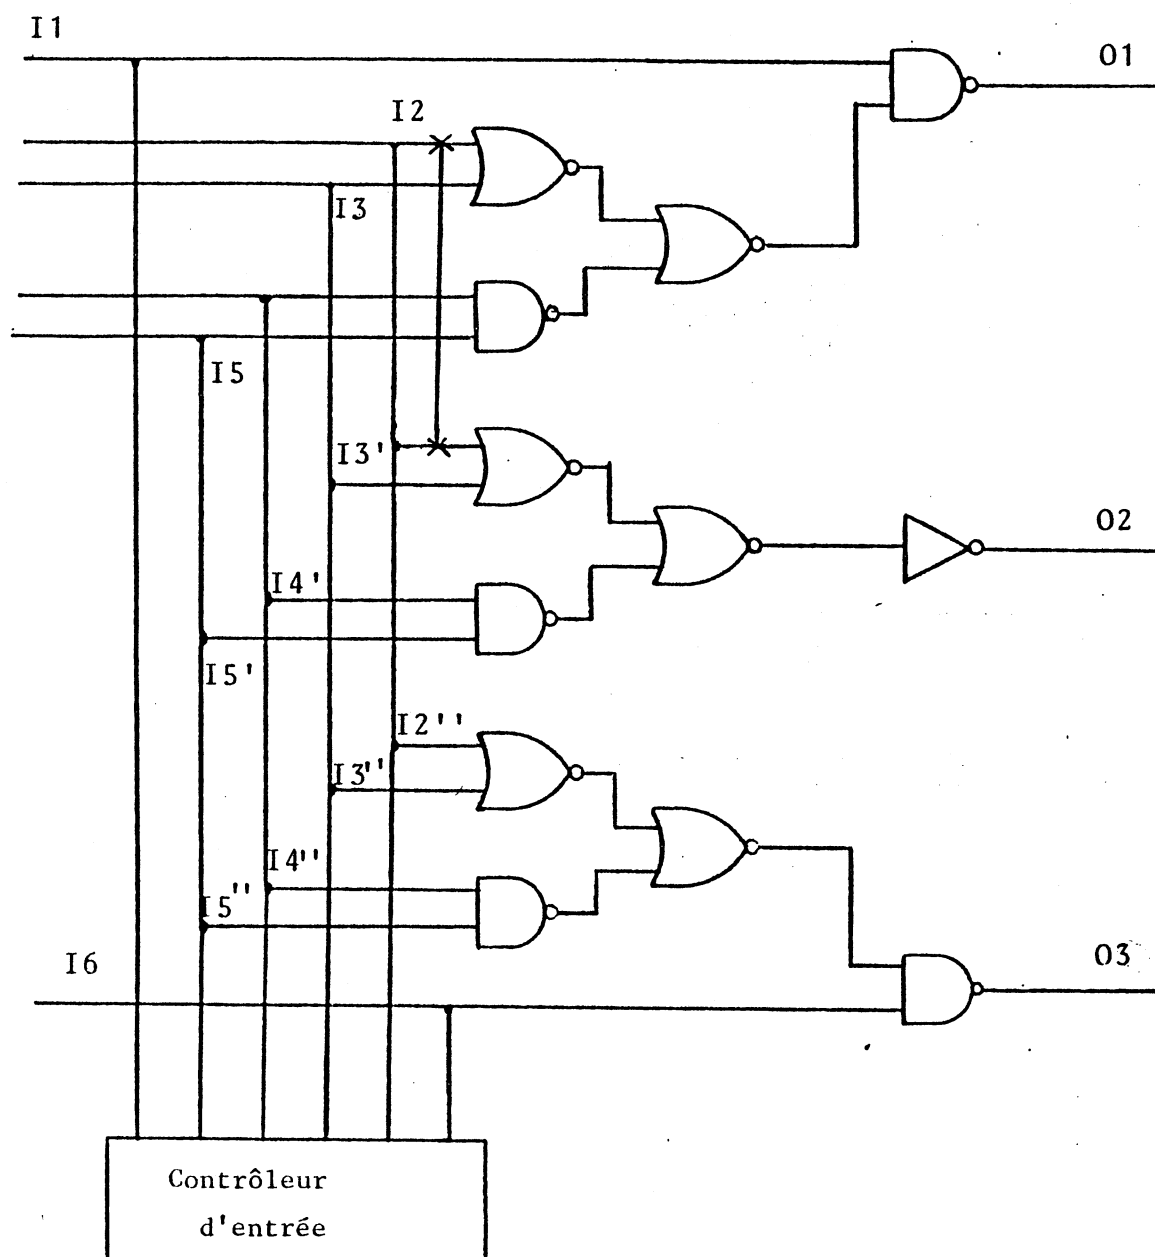 I1
O1
I2
I3
I5
I3'
O2
I4'
I5'
I2''
I3''
I4''
I5''
I6
O3
Contrôleur
d'entrée